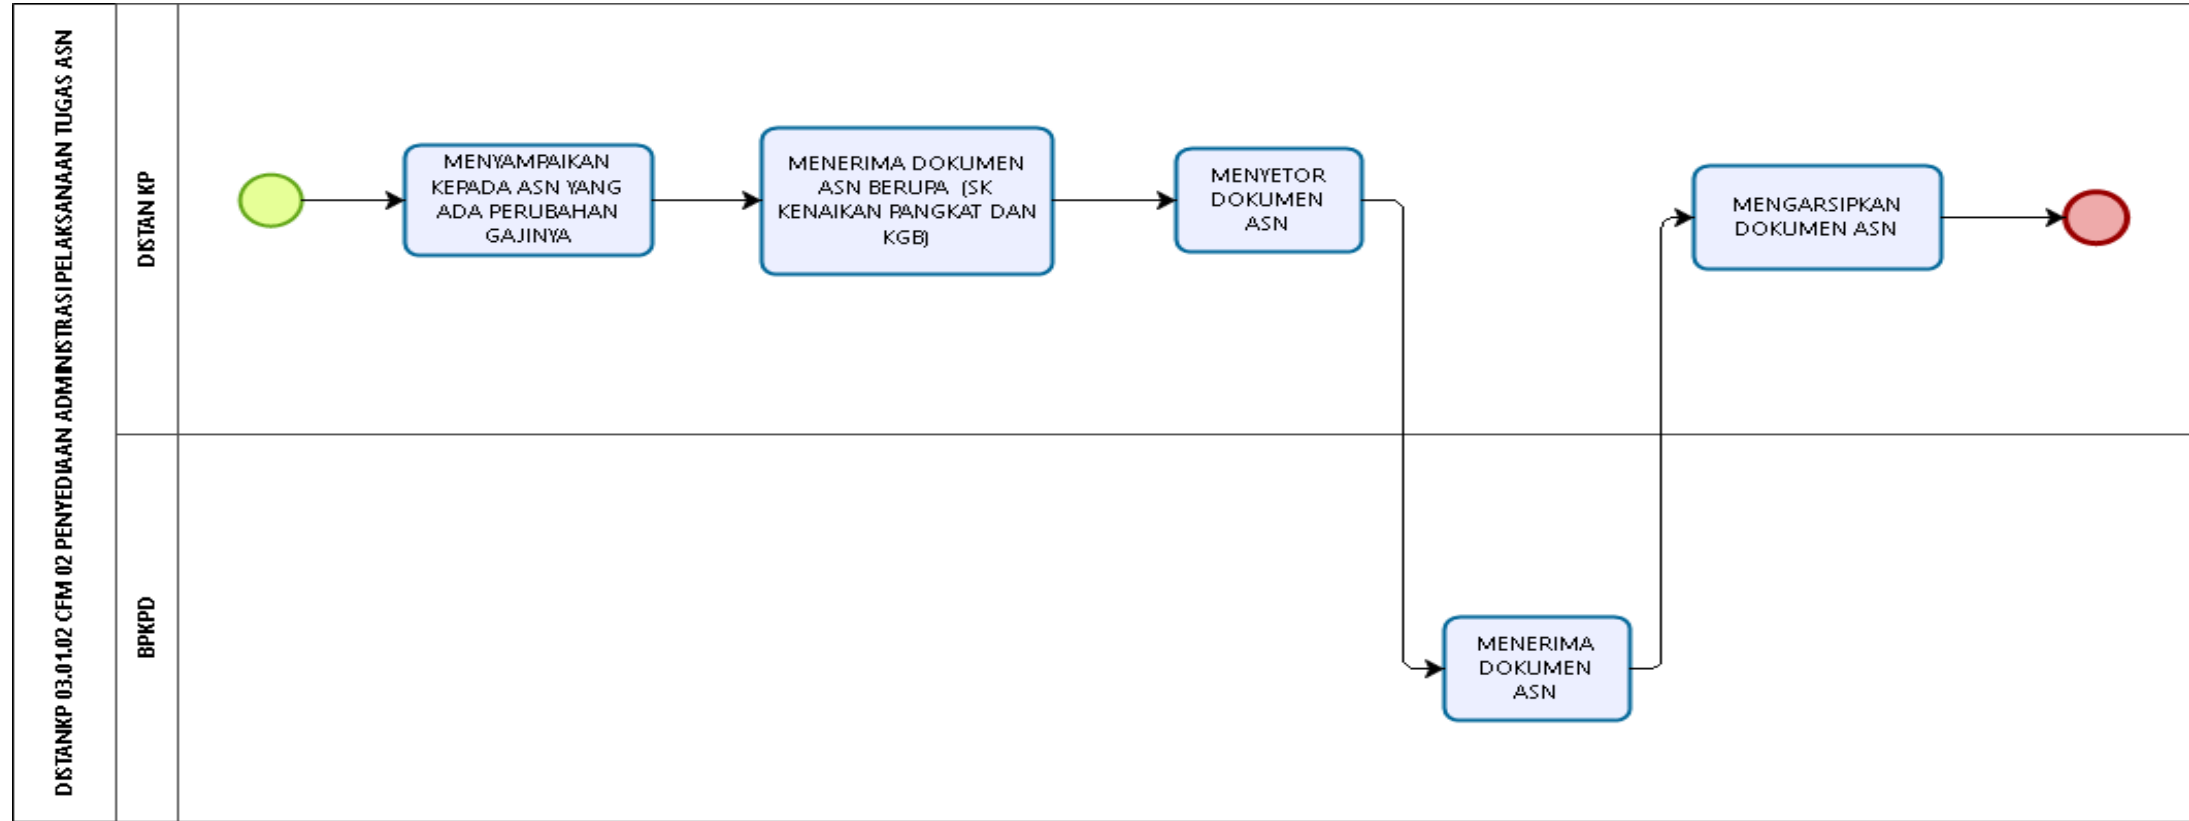 DISTANKP 03.01.02 CFM 02 PENYEDIAAN ADMINISTRASI PELAKSANAAN TUGAS ASN
DISTAN KP
MENYAMPAIKAN
KEPADA ASN YANG
ADA PERUBAHAN
GAJINYA
MENERIMA DOKUMEN
ASN BERUPA (SK
KENAIKAN PANGKAT DAN
KGB)
MENYETOR
DOKUMEN
ASN
MENGARSIPKAN
DOKUMEN ASN
BPKPD
MENERIMA
DOKUMEN
ASN